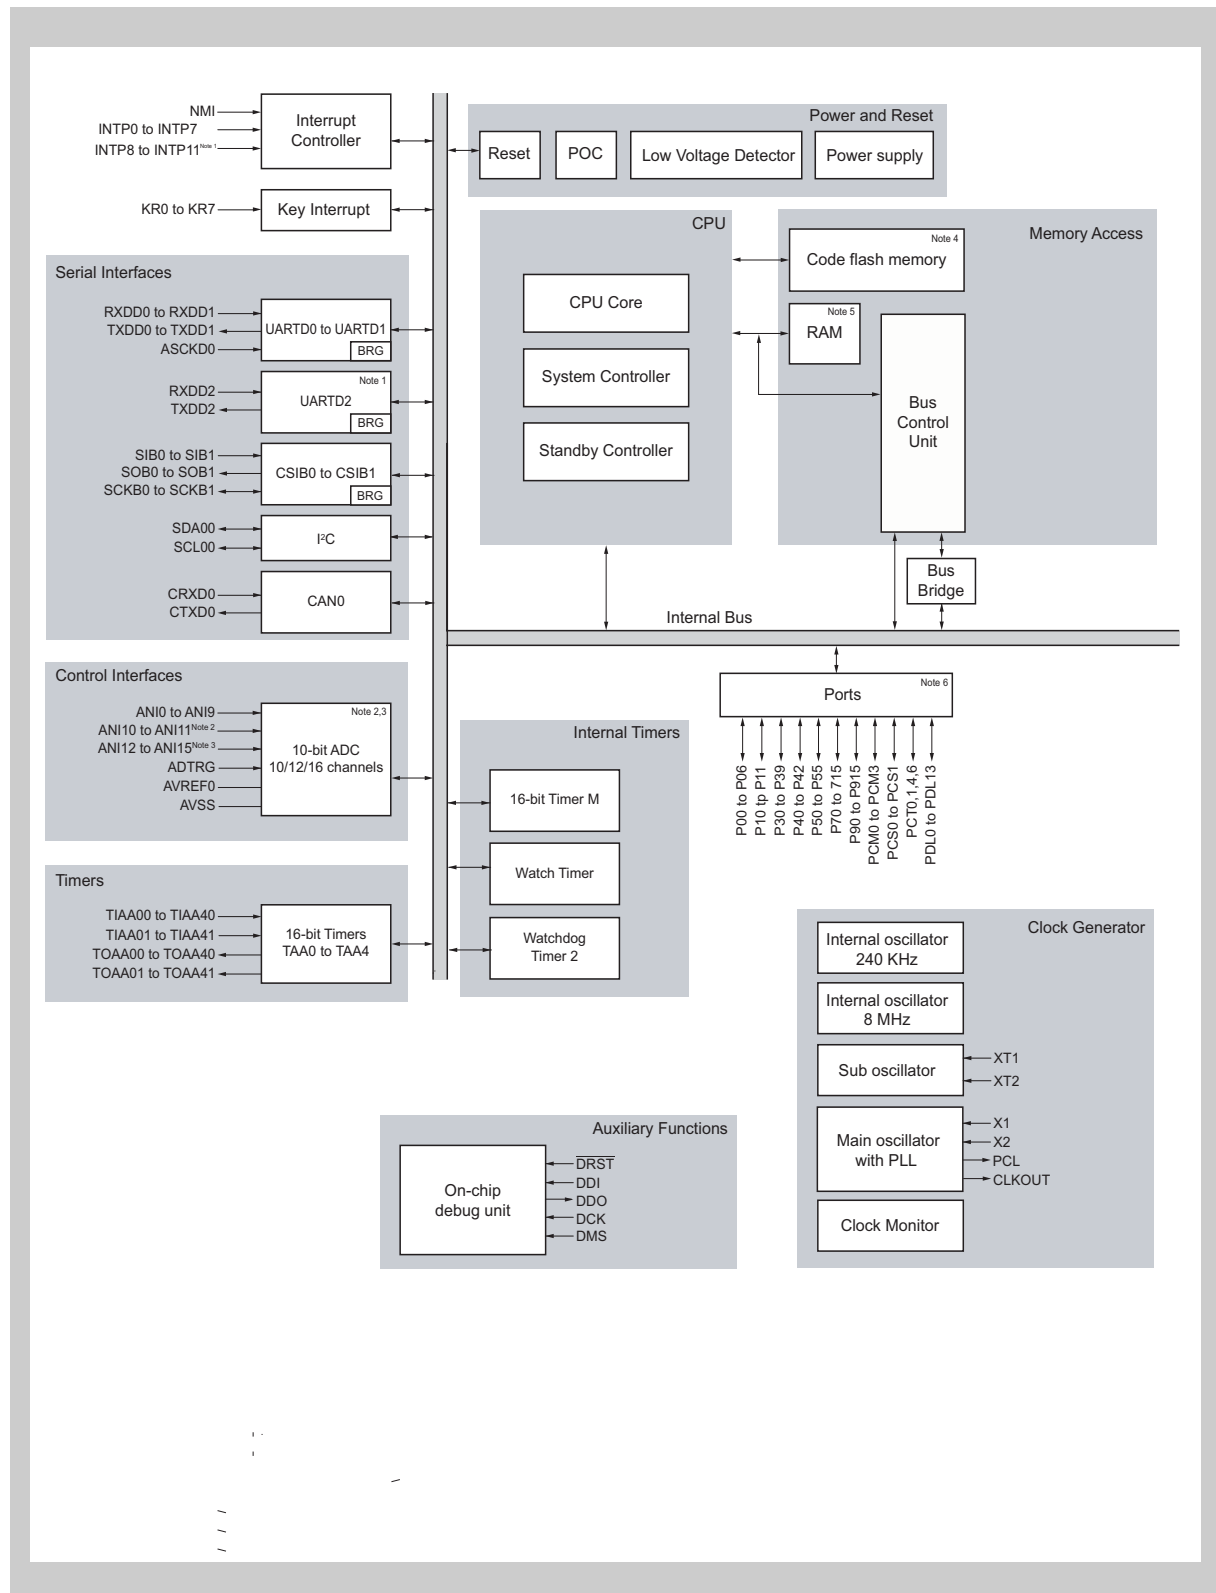 NMI
INTP0 to INTP7
INTP8 to INTP11 Note 1
Interrupt
Controller
KR0 to KR7
Key Interrupt
Power and Reset
Reset
POC
Low Voltage Detector
Power supply
CPU
CPU Core
System Controller
Standby Controller
Memory Access
Note 4
Code flash memory
Note 5
RAM
Bus
Control
Unit
Bus
Bridge
Serial Interfaces
RXDD0 to RXDD1
TXDD0 to TXDD1
ASCKD0
UARTD0 to UARTD1
BRG
RXDD2
TXDD2
Note 1
UARTD2
BRG
SIB0 to SIB1
SOB0 to SOB1
SCKB0 to SCKB1
CSIB0 to CSIB1
BRG
SDA00
SCL00
I²C
CRXD0
CTXD0
CAN0
Internal Bus
Control Interfaces
ANI0 to ANI9
ANI10 to ANI11 Note 2
ANI12 to ANI15 Note 3
ADTRG
AVREF0
AVSS
Note 2,3
10-bit ADC
10/12/16 channels
Note 6
Ports
P00 to P06
P10 tp P11
P30 to P39
P40 to P42
P50 to P55
P70 to 715
P90 to P915
PCM0 to PCM3
PCS0 to PCS1
PCT0,1,4,6
PDL0 to PDL13
Internal Timers
16-bit Timer M
Watch Timer
Watchdog
Timer 2
Timers
TIAA00 to TIAA40
TIAA01 to TIAA41
TOAA00 to TOAA40
TOAA01 to TOAA41
16-bit Timers
TAA0 to TAA4
Clock Generator
Internal oscillator
240 KHz
Internal oscillator
8 MHz
Sub oscillator
XT1
XT2
Main oscillator
with PLL
X1
X2
PCL
CLKOUT
Clock Monitor
Auxiliary Functions
On-chip
debug unit
DRST
DDI
DDO
DCK
DMS